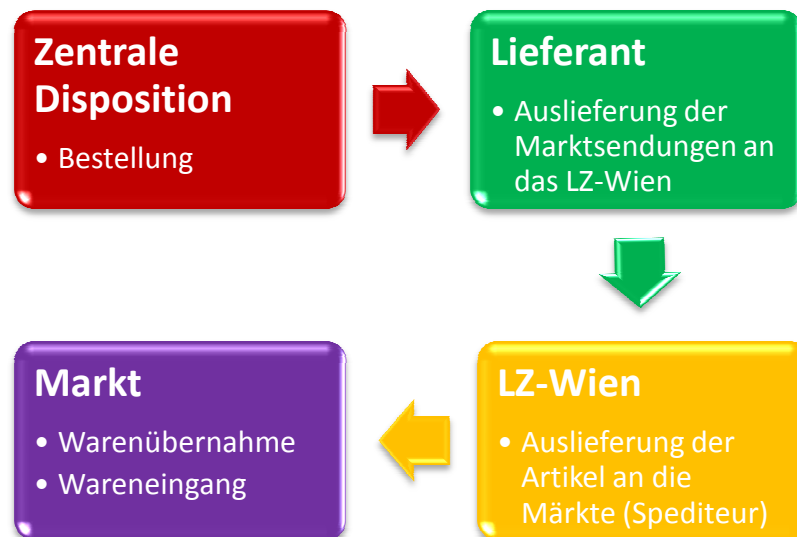 Zentrale
Disposition
• Bestellung
Lieferant
• Auslieferung der
Marktsendungen an
das LZ-Wien
LZ-Wien
• Auslieferung der
Artikel an die
Märkte (Spediteur)
Markt
• Warenübernahme
• Wareneingang